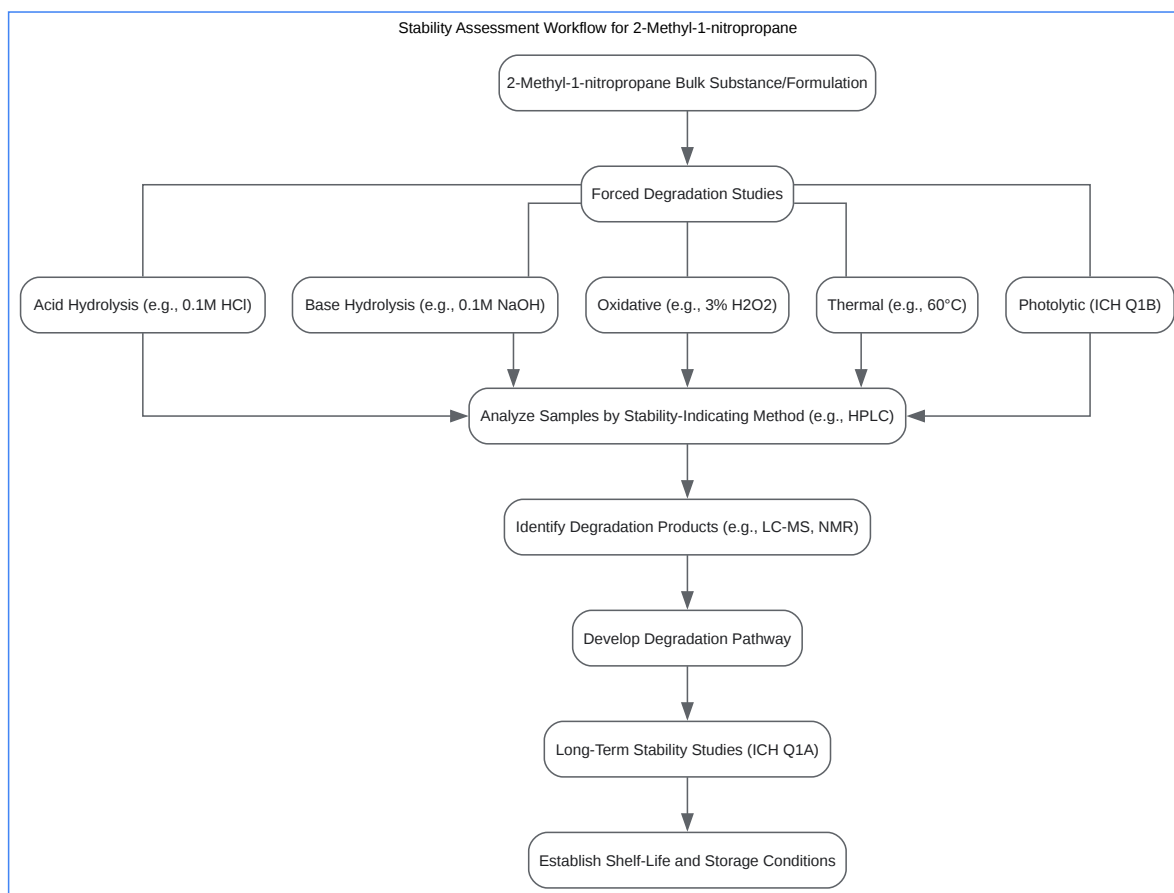 Stability Assessment Workflow for 2-Methyl-1-nitropropane
2-Methyl-1-nitropropane Bulk Substance/Formulation
Forced Degradation Studies
Acid Hydrolysis (e.g., 0.1M HCl)
Base Hydrolysis (e.g., 0.1M NaOH)
Oxidative (e.g., 3% H2O2)
Thermal (e.g., 60°C)
Photolytic (ICH Q1B)
Analyze Samples by Stability-Indicating Method (e.g., HPLC)
Identify Degradation Products (e.g., LC-MS, NMR)
Develop Degradation Pathway
Long-Term Stability Studies (ICH Q1A)
Establish Shelf-Life and Storage Conditions